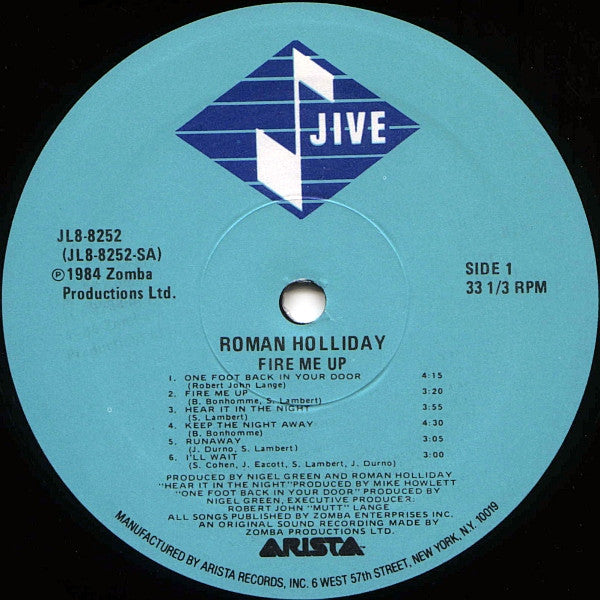 JIVE
JL8-8252
(JL8-8252-SA)
℗1984 Zomba
Productions Ltd.
SIDE 1
33 1/3 RPM
ROMAN HOLLIDAY
FIRE ME UP
1. ONE FOOT BACK IN YOUR DOOR 4:15
(Robert John Lange)
2. FIRE ME UP 3:20
(B. Bonhomme, S. Lambert)
3. HEAR IT IN THE NIGHT 3:55
(S. Lambert)
4. KEEP THE NIGHT AWAY 4:30
(B. Bonhomme)
5. RUNAWAY 3:05
(J. Durno, S. Lambert)
6. I'LL WAIT 3:00
(S. Cohen, J. Eacott, S. Lambert, J. Durno)
PRODUCED BY NIGEL GREEN AND ROMAN HOLLIDAY
"HEAR IT IN THE NIGHT" PRODUCED BY MIKE HOWLETT
"ONE FOOT BACK IN YOUR DOOR" PRODUCED BY
NIGEL GREEN, EXECUTIVE PRODUCER:
ROBERT JOHN "MUTT" LANGE
ALL SONGS PUBLISHED BY ZOMBA ENTERPRISES INC.
AN ORIGINAL SOUND RECORDING MADE BY
ZOMBA PRODUCTIONS LTD.
ARISTA
MANUFACTURED BY ARISTA RECORDS, INC. 6 WEST 57th STREET, NEW YORK, N.Y. 10019